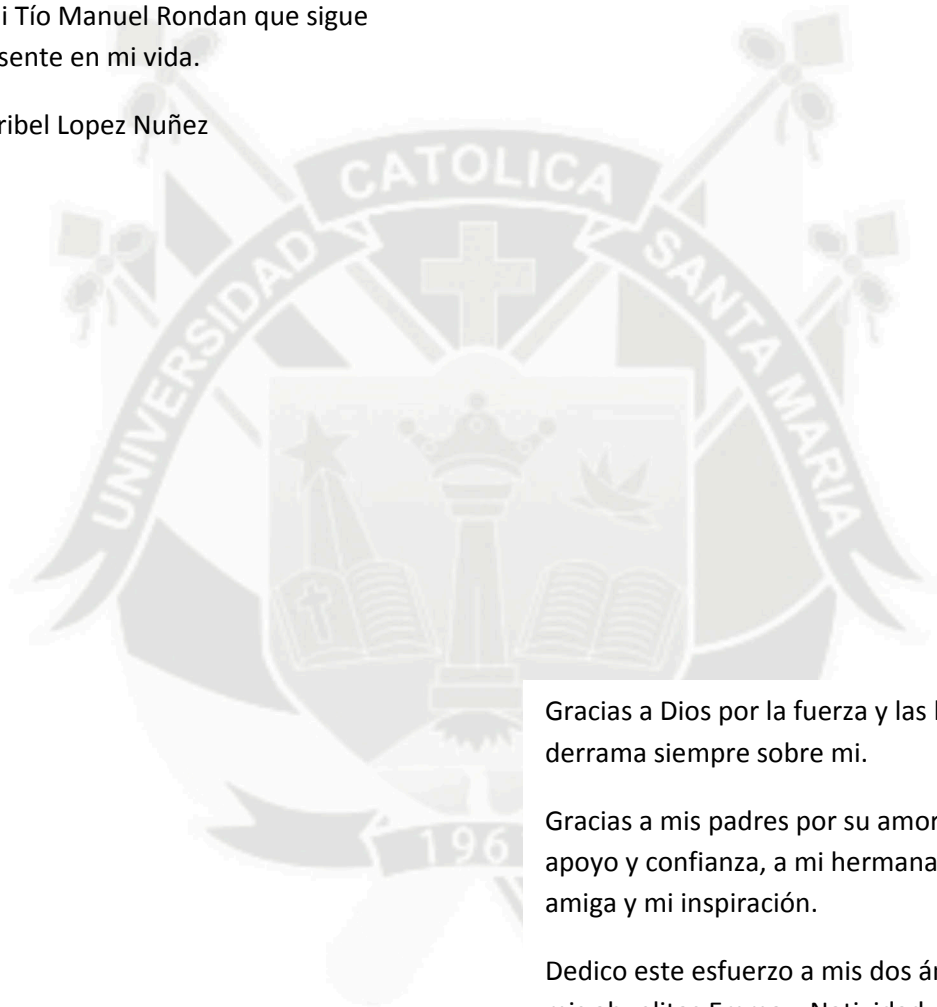 i Tío Manuel Rondan que sigue
sente en mi vida.
ribel Lopez Nuñez
CATOLICA
UNIVERSIDAD
SANTA MARIA
Gracias a Dios por la fuerza y las
derrama siempre sobre mi.
Gracias a mis padres por su amor
apoyo y confianza, a mi hermana
amiga y mi inspiración.
Dedico este esfuerzo a mis dos
196